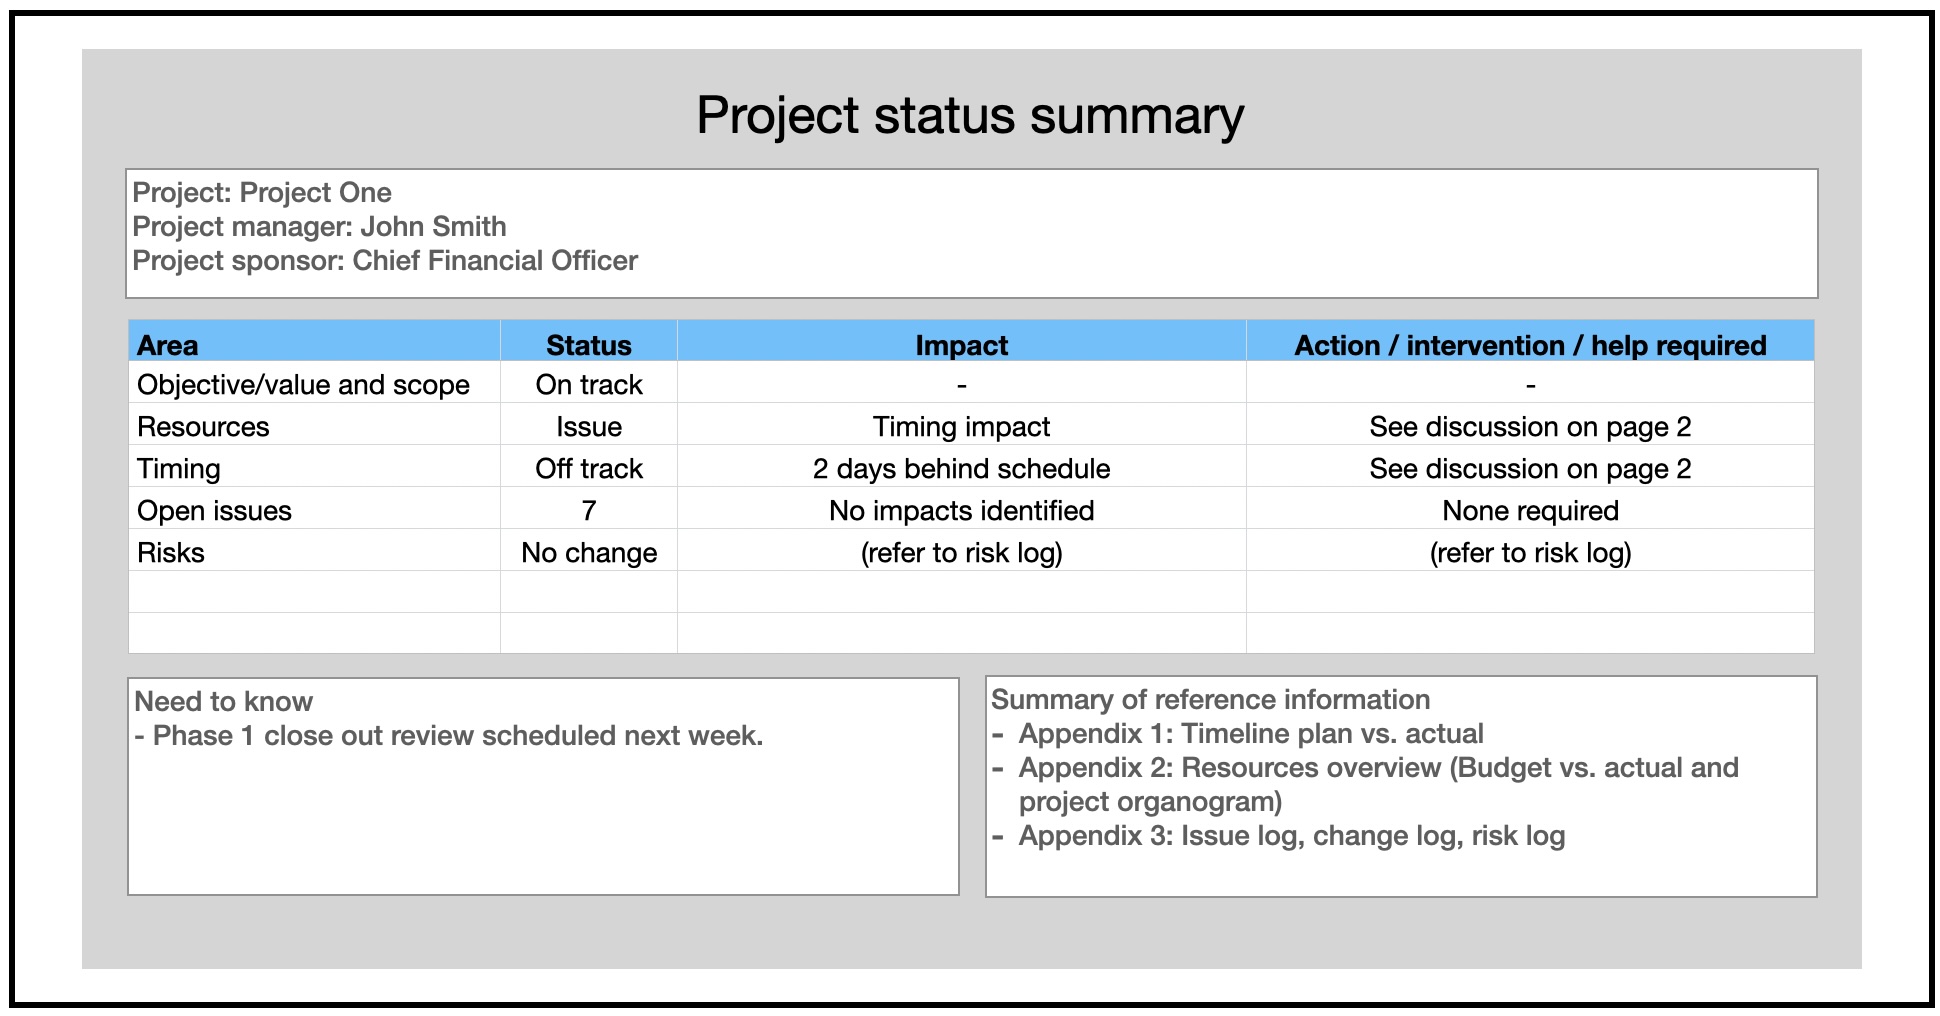 Project status summary
Project: Project One
Project manager: John Smith
Project sponsor: Chief Financial Officer
Area Status Impact Action / intervention / help required
Objective/value and scope On track - -
Resources Issue Timing impact See discussion on page 2
Timing Off track 2 days behind schedule See discussion on page 2
Open issues 7 No impacts identified None required
Risks No change (refer to risk log) (refer to risk log)
Need to know
- Phase 1 close out review scheduled next week.
Summary of reference information
- Appendix 1: Timeline plan vs. actual
- Appendix 2: Resources overview (Budget vs. actual and
project organogram)
- Appendix 3: Issue log, change log, risk log